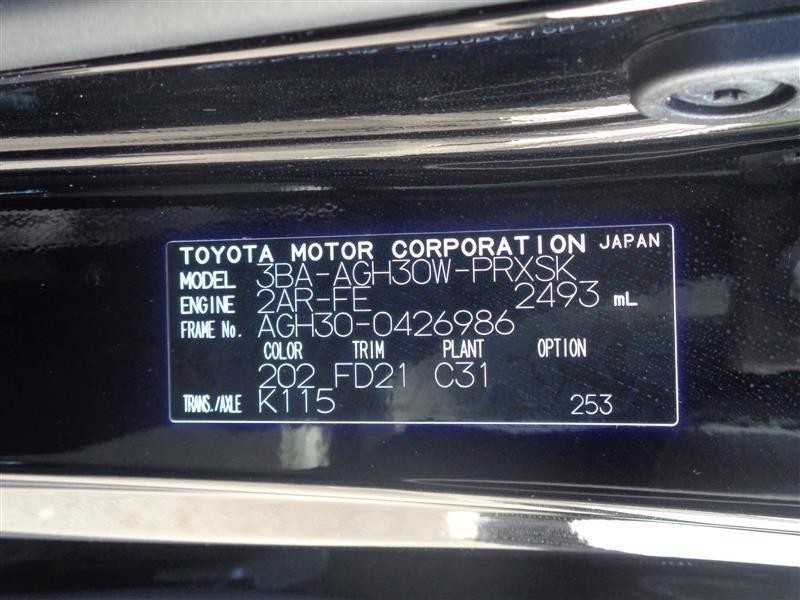 TOYOTA MOTOR CORPORATION JAPAN
MODEL 3BA-AGH30W-PRXSK
ENGINE 2AR-FE 2493 mL
FRAME No. AGH30-0426986
COLOR TRIM PLANT OPTION
202 FD21 C31
TRANS./AXLE K115 253